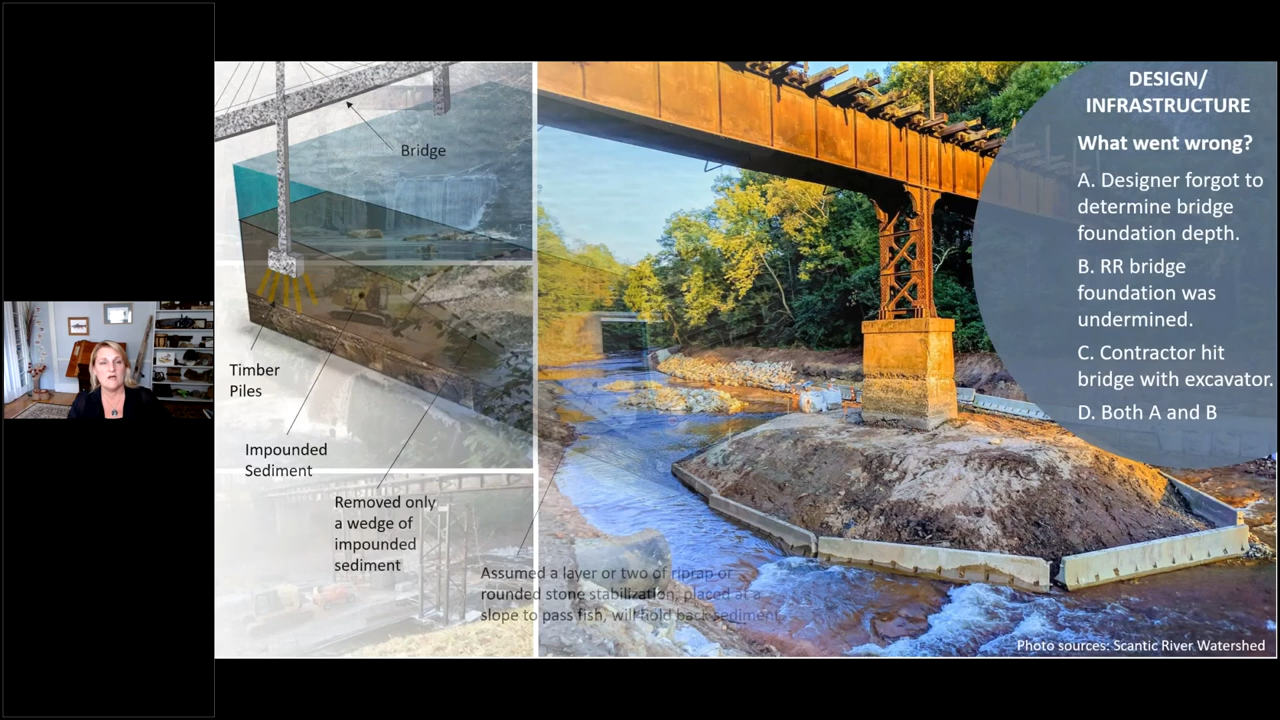 Bridge
Timber
Piles
Impounded
Sediment
Removed only
a wedge of
impounded
sediment
Assumed a layer or two of riprap or
rounded stone stabilization, placed at a
slope to pass fish, will hold back sediment.
DESIGN/
INFRASTRUCTURE
What went wrong?
A. Designer forgot to
determine bridge
foundation depth.
B. RR bridge
foundation was
undermined.
C. Contractor hit
bridge with excavator.
D. Both A and B
Photo sources: Scantic River Watershed